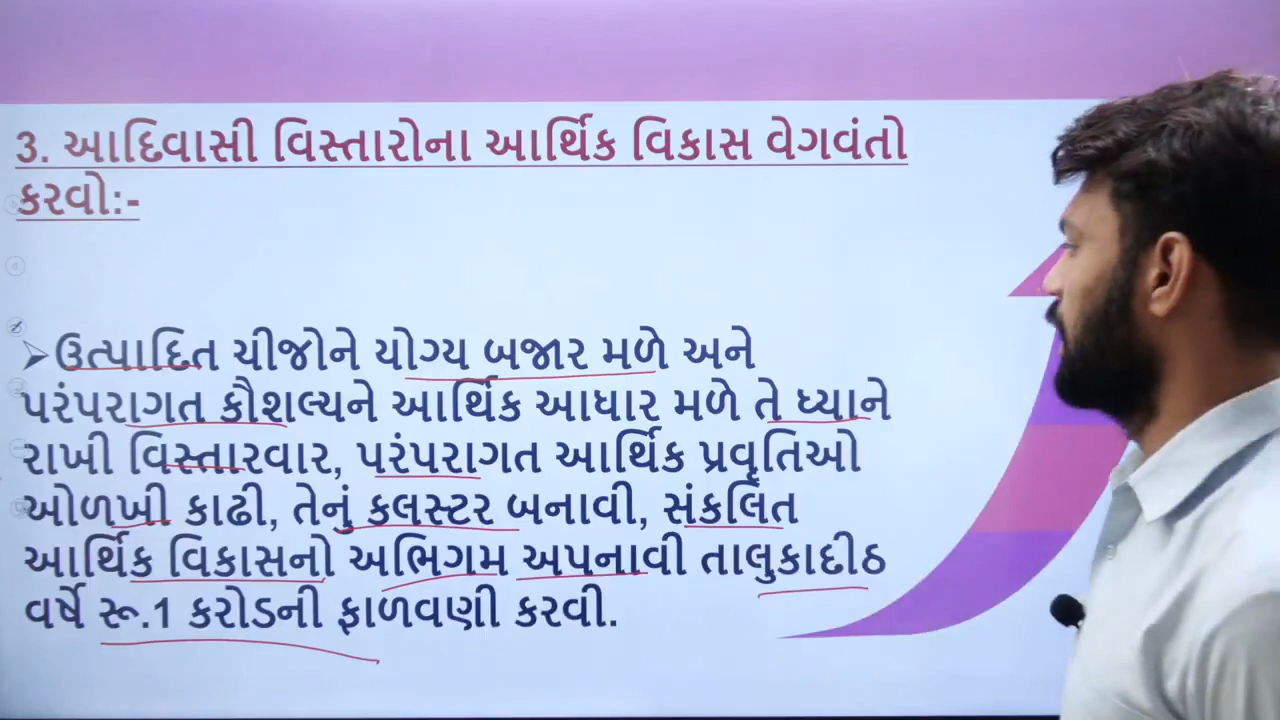 3. આદિવાસી વિસ્તારોના આર્થિક વિકાસ વેગવંતો
કરવો:-
➢ઉત્પાદિત ચીજોને યોગ્ય બજાર મળે અને
પરંપરાગત કૌશલ્યને આર્થિક આધાર મળે તે ધ્યાને
રાખી વિસ્તારવાર, પરંપરાગત આર્થિક પ્રવૃતિઓ
ઓળખી કાઢી, તેનું કલસ્ટર બનાવી, સંકલિત
આર્થિક વિકાસનો અભિગમ અપનાવી તાલુકાદીઠ
વર્ષે રૂ.1 કરોડની ફાળવણી કરવી.